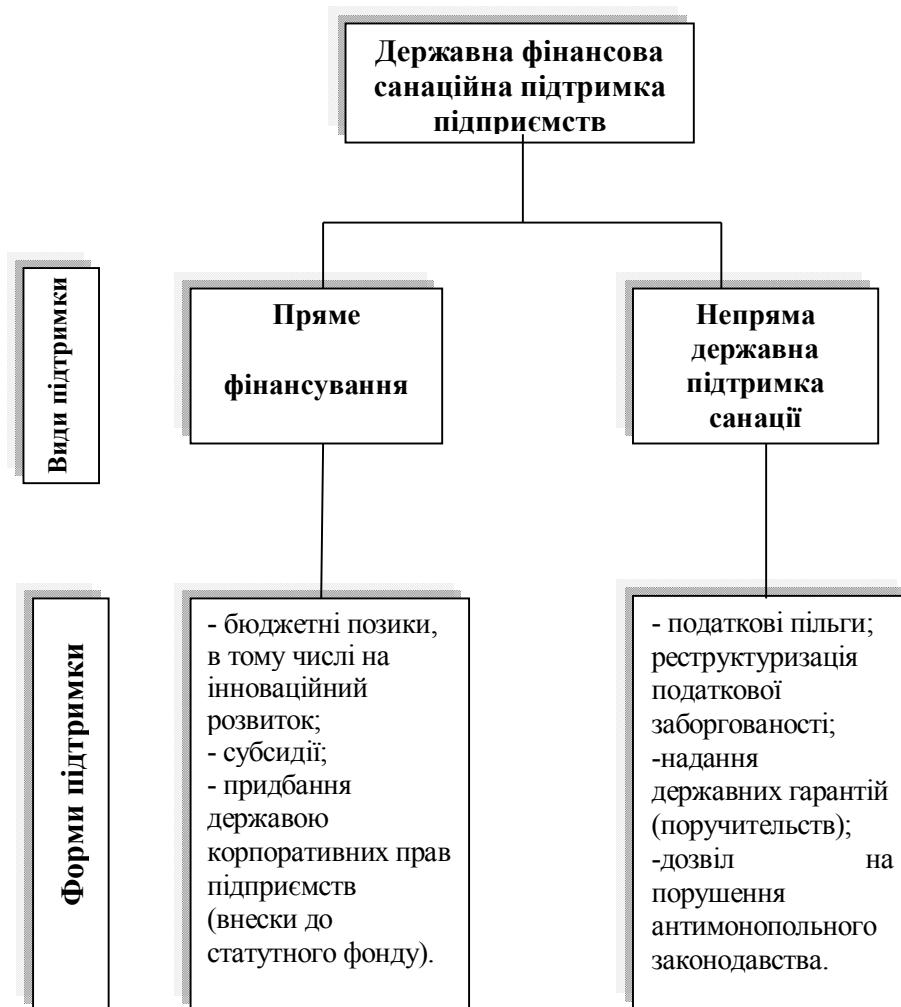 Державна фінансова
санаційна підтримка
підприємств
Види підтримки
Пряме
фінансування
Непряма
державна
підтримка
санації
Форми підтримки
- бюджетні позики,
в тому числі на
інноваційний
розвиток;
- субсидії;
- придбання
державою
корпоративних прав
підприємств
(внески до
статутного фонду).
- податкові пільги;
реструктуризація
податкової
заборгованості;
-надання
державних гарантій
(поручительств);
-дозвіл на
порушення
антимонопольного
законодавства.